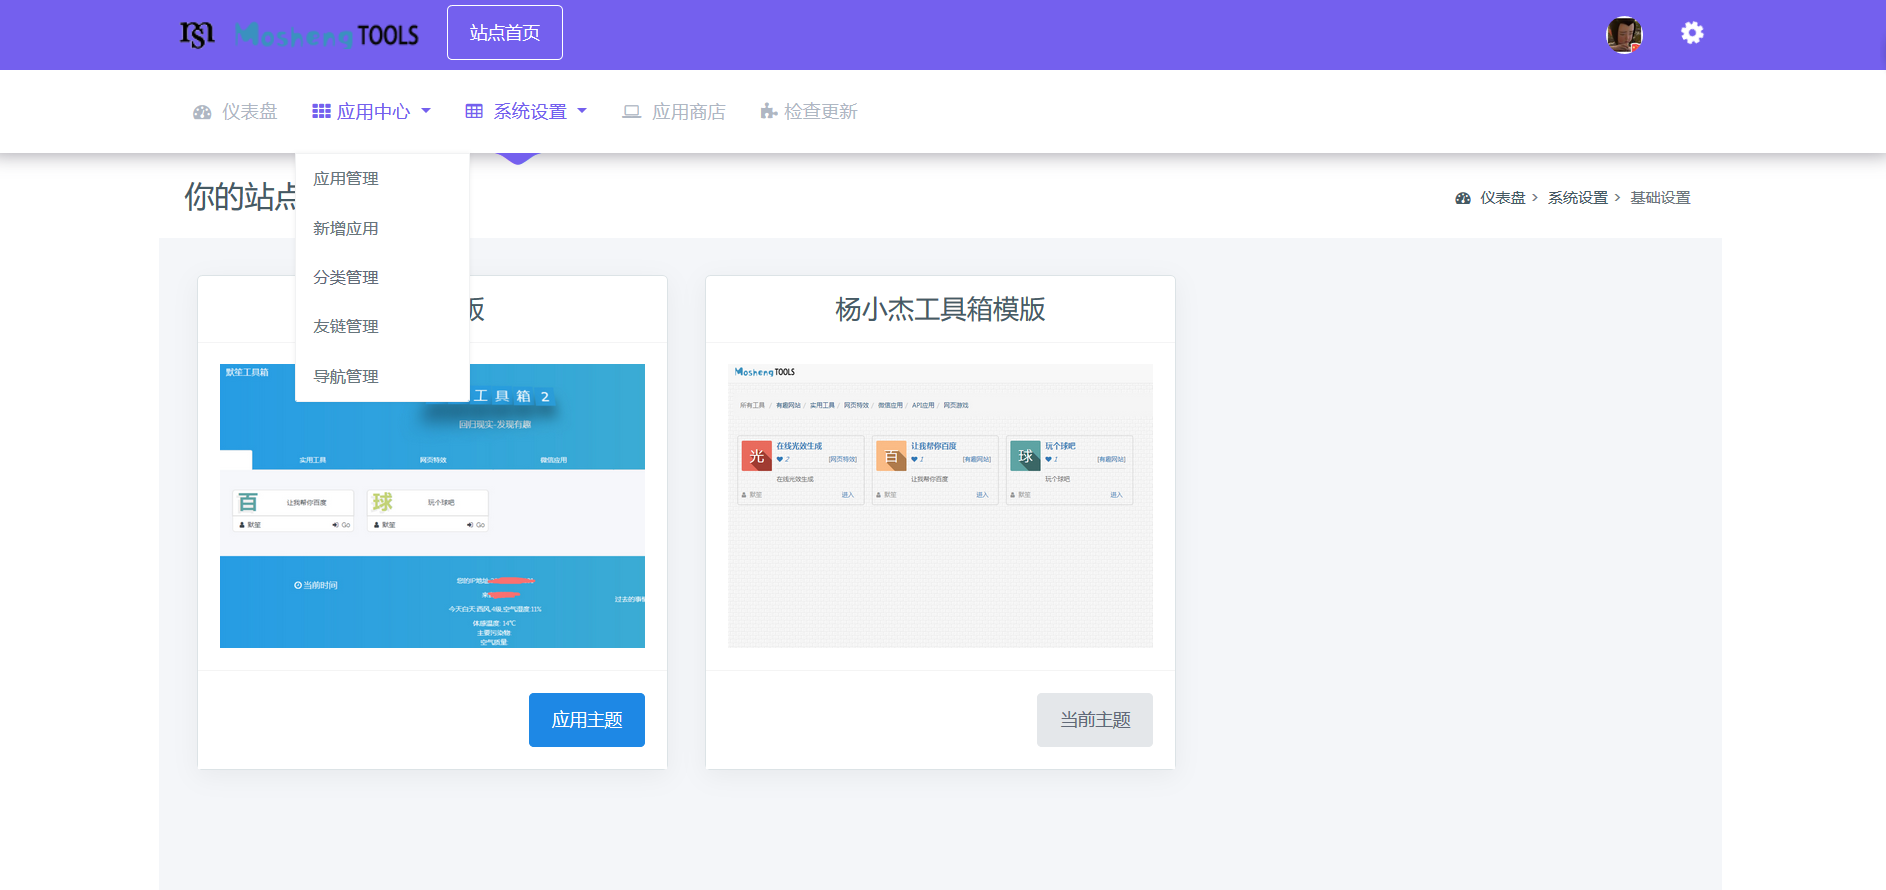 Mosheng TOOLS
站点首页
仪表盘
应用中心
系统设置
应用商店
检查更新
应用管理
新增应用
分类管理
友链管理
导航管理
你的站点
仪表盘 > 系统设置 > 基础设置
版
默笙工具箱
工具箱2
回归现实-发现有趣
实用工具
网页特效
微信应用
百
让我帮你百度
默笙
Go
球
玩个球吧
默笙
Go
当前时间
您的IP地址
来
今天白天:西风,4级,空气湿度:11%
体感温度: 14℃
主要污染物:
空气质量:
过去的事
应用主题
杨小杰工具箱模版
Mosheng TOOLS
所有工具 / 有趣网站 / 实用工具 / 网页特效 / 微信应用 / API应用 / 网页游戏
光
在线光效生成
2
[网页特效]
在线光效生成
默笙
进入
百
让我帮你百度
1
[有趣网站]
让我帮你百度
默笙
进入
球
玩个球吧
1
[有趣网站]
玩个球吧
默笙
进入
当前主题